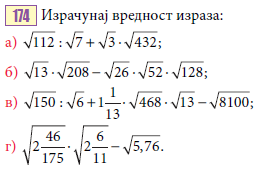 174 Израчунај вредност израза:
а) √112 : √7 + √3 · √432;
б) √13 · √208 − √26 · √52 · √128;
в) √150 : √6 + 1 1/13 · √468 · √13 − √8100;
г) √(2 46/175) · √(2 6/11) − √5,76.